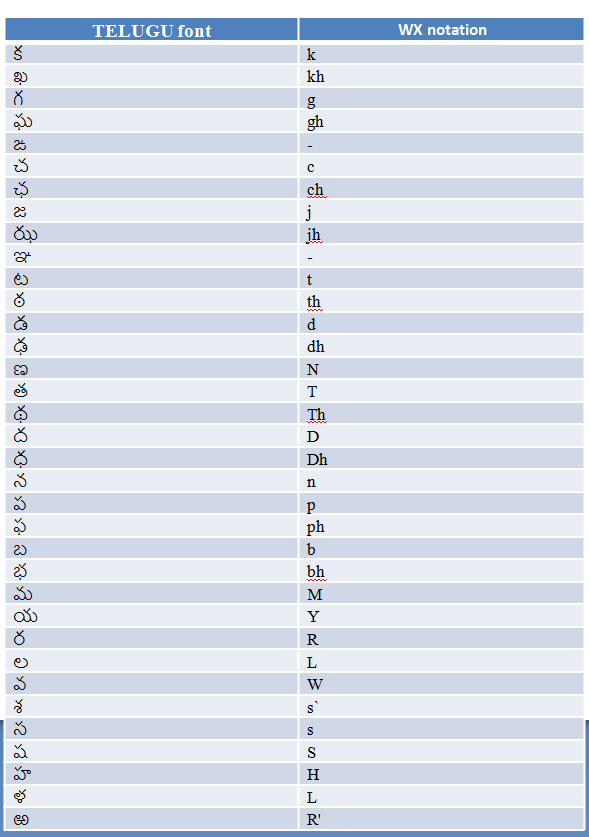 TELUGU font WX notation
క k
ఖ kh
గ g
ఘ gh
ఙ -
చ c
ఛ ch
జ j
ఝ jh
ఞ -
ట t
ఠ th
డ d
ఢ dh
ణ N
త T
థ Th
ద D
ధ Dh
న n
ప p
ఫ ph
బ b
భ bh
మ M
య Y
ర R
ల L
వ W
శ s`
స s
ష S
హ H
ళ L
ఱ R'